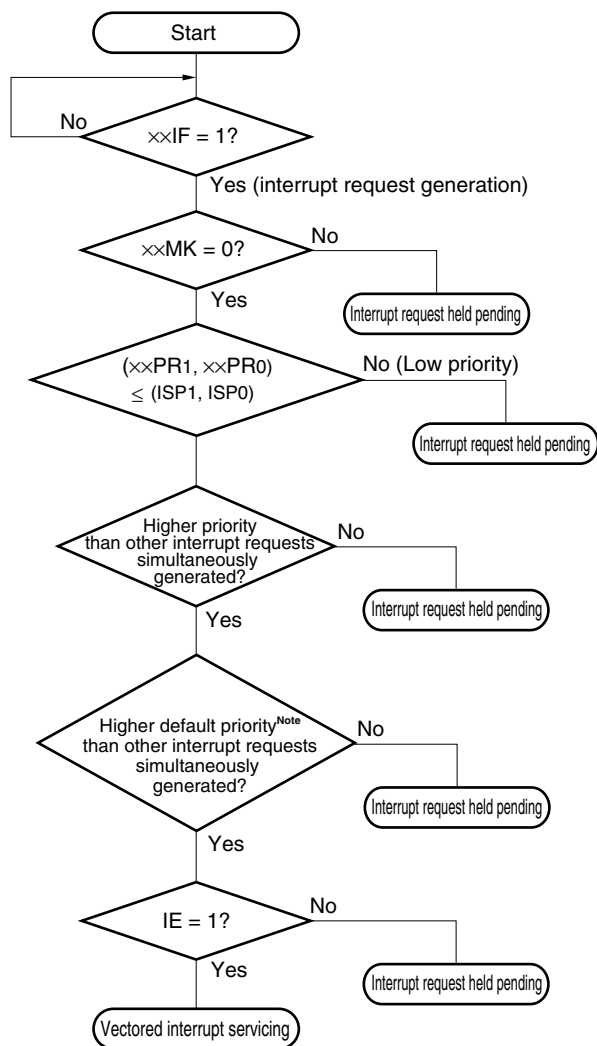 Start
No
××IF = 1?
Yes (interrupt request generation)
××MK = 0?
No
Yes
Interrupt request held pending
(××PR1, ××PR0)
≤ (ISP1, ISP0)
No (Low priority)
Interrupt request held pending
Higher priority
than other interrupt requests
simultaneously
generated?
No
Interrupt request held pending
Yes
Higher default priorityNote
than other interrupt requests
simultaneously
generated?
No
Interrupt request held pending
Yes
IE = 1?
No
Yes
Interrupt request held pending
Vectored interrupt servicing